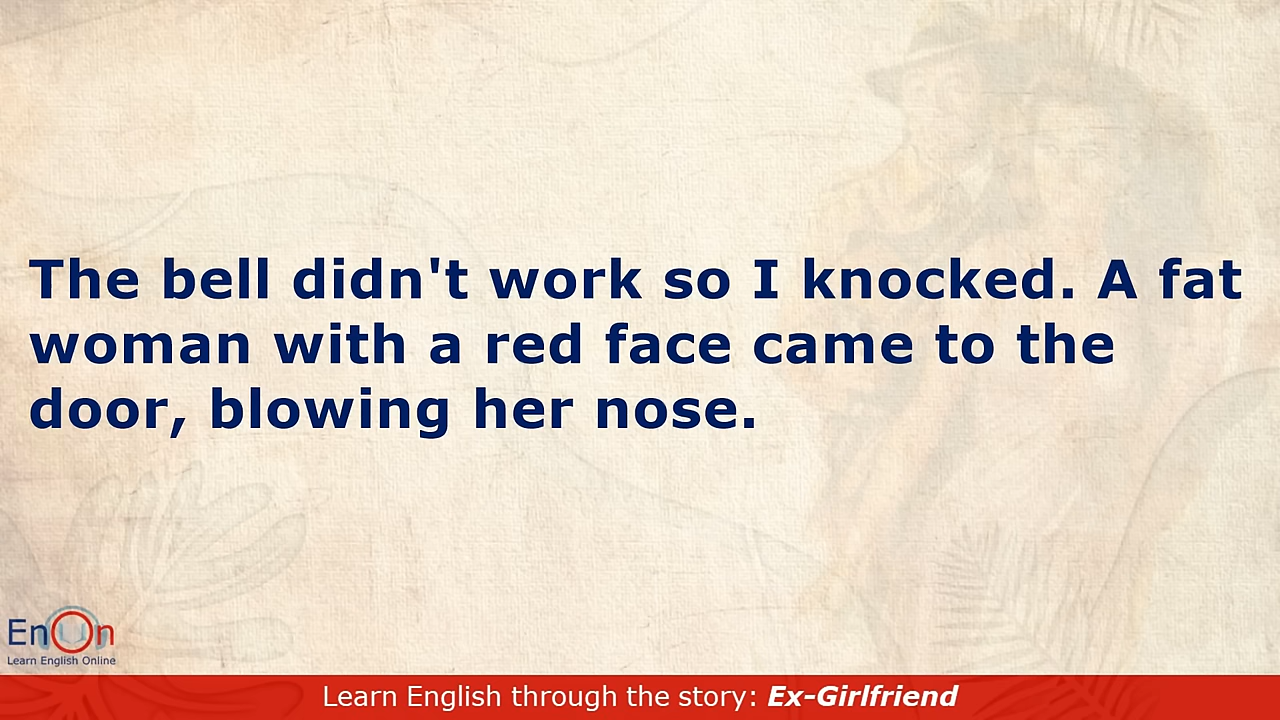 The bell didn't work so I knocked. A fat
woman with a red face came to the
door, blowing her nose.
EnOn
Learn English Online
Learn English through the story: Ex-Girlfriend